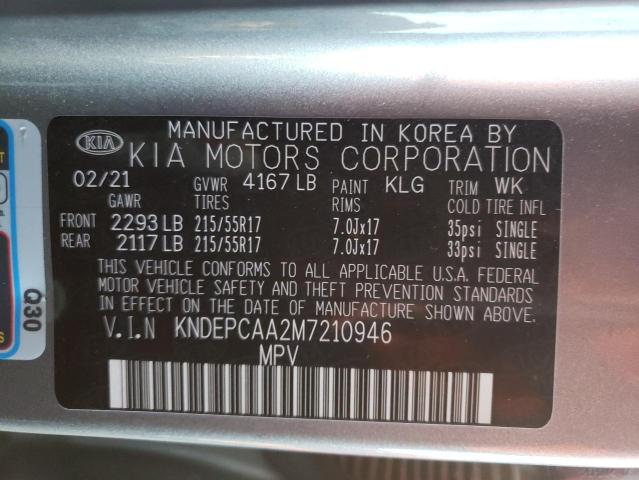 MANUFACTURED IN KOREA BY
KIA KIA MOTORS CORPORATION
02/21 GVWR 4167 LB PAINT KLG TRIM WK
GAWR TIRES RIMS COLD TIRE INFL
FRONT 2293 LB 215/55R17 7.0Jx17 35psi SINGLE
REAR 2117 LB 215/55R17 7.0Jx17 33psi SINGLE
THIS VEHICLE CONFORMS TO ALL APPLICABLE U.S.A. FEDERAL
MOTOR VEHICLE SAFETY AND THEFT PREVENTION STANDARDS
IN EFFECT ON THE DATE OF MANUFACTURE SHOWN ABOVE.
V.I.N KNDEPCAA2M7210946
MPV
Q30